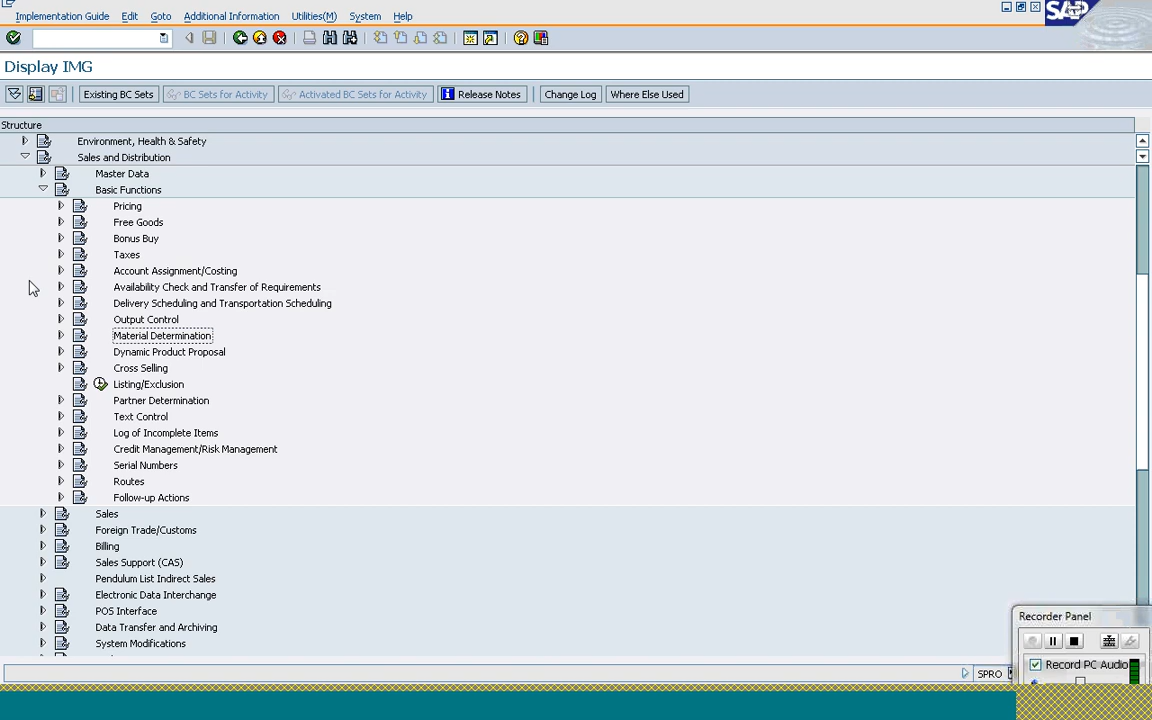 Implementation Guide Edit Goto Additional Information Utilities(M) System Help
SAP
Display IMG
Existing BC Sets BC Sets for Activity Activated BC Sets for Activity Release Notes Change Log Where Else Used
Structure
Environment, Health & Safety
Sales and Distribution
Master Data
Basic Functions
Pricing
Free Goods
Bonus Buy
Taxes
Account Assignment/Costing
Availability Check and Transfer of Requirements
Delivery Scheduling and Transportation Scheduling
Output Control
Material Determination
Dynamic Product Proposal
Cross Selling
Listing/Exclusion
Partner Determination
Text Control
Log of Incomplete Items
Credit Management/Risk Management
Serial Numbers
Routes
Follow-up Actions
Sales
Foreign Trade/Customs
Billing
Sales Support (CAS)
Pendulum List Indirect Sales
Electronic Data Interchange
POS Interface
Data Transfer and Archiving
System Modifications
Recorder Panel
Record PC Audio
SPRO